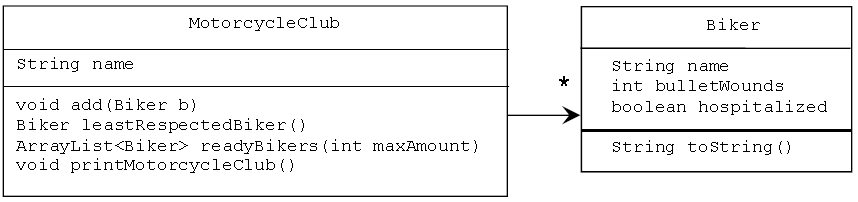 MotorcycleClub
String name
void add(Biker b)
Biker leastRespectedBiker()
ArrayList<Biker> readyBikers(int maxAmount)
void printMotorcycleClub()
*
Biker
String name
int bulletWounds
boolean hospitalized
String toString()